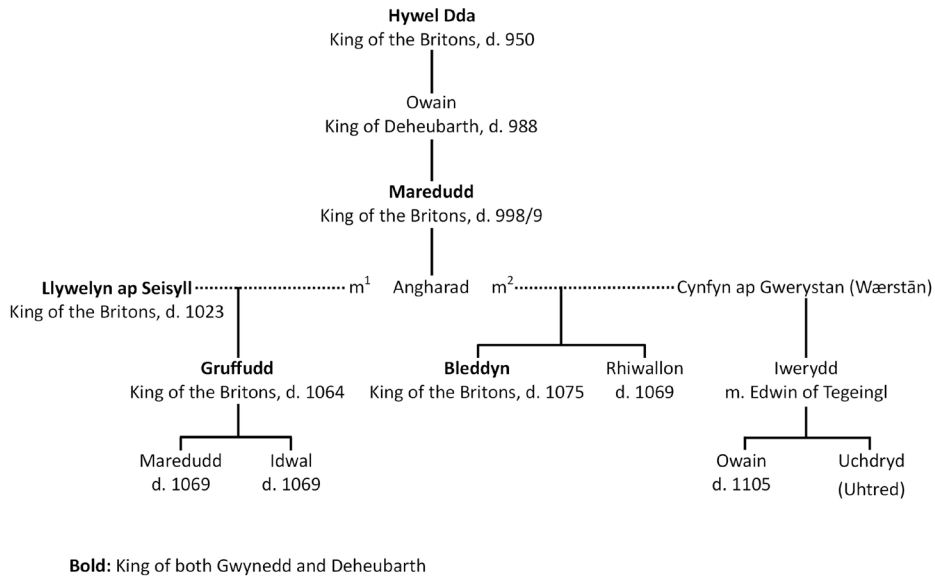 Hywel Dda
King of the Britons, d. 950
Owain
King of Deheubarth, d. 988
Maredudd
King of the Britons, d. 998/9
Llywelyn ap Seisyll m¹ Angharad m² Cynfyn ap Gwerystan (Wærstān)
King of the Britons, d. 1023
Gruffudd Bleddyn Rhiwallon Iwerydd
King of the Britons, d. 1064 King of the Britons, d. 1075 d. 1069 m. Edwin of Tegeingl
Maredudd Idwal Owain Uchdryd
d. 1069 d. 1069 d. 1105 (Uhtred)
Bold: King of both Gwynedd and Deheubarth